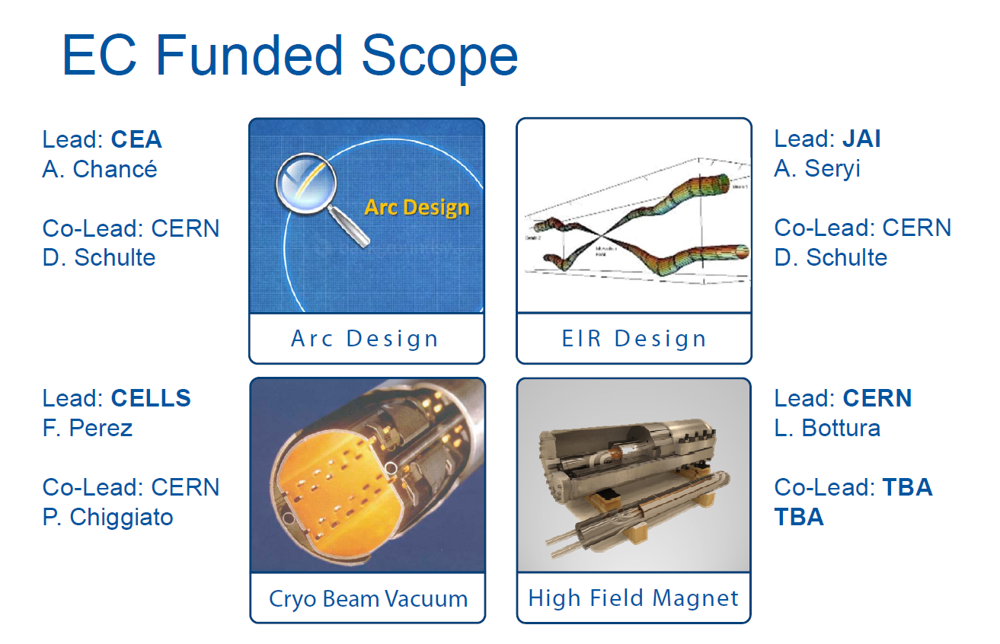 EC Funded Scope
Lead: CEA
A. Chancé
Co-Lead: CERN
D. Schulte
Arc Design
Arc Design
Lead: JAI
A. Seryi
Co-Lead: CERN
D. Schulte
EIR Design
Lead: CELLS
F. Perez
Co-Lead: CERN
P. Chiggiato
Cryo Beam Vacuum
Lead: CERN
L. Bottura
Co-Lead: TBA
TBA
High Field Magnet